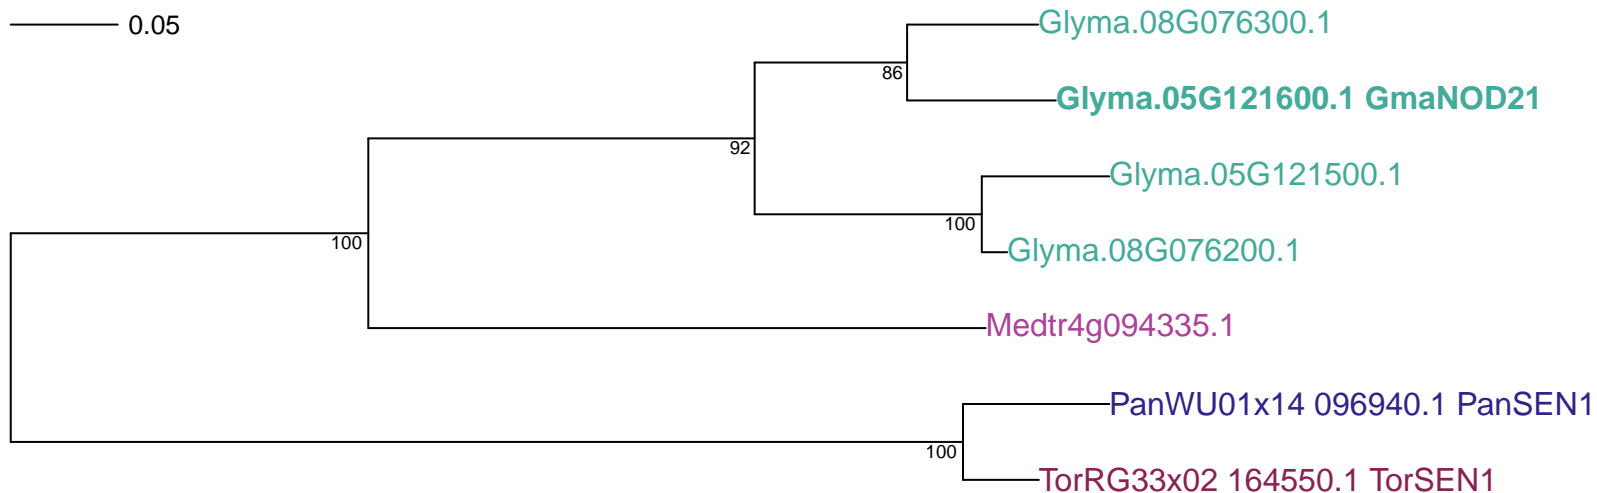 0.05
Glyma.08G076300.1
86
Glyma.05G121600.1 GmaNOD21
92
Glyma.05G121500.1
100
Glyma.08G076200.1
100
Medtr4g094335.1
PanWU01x14 096940.1 PanSEN1
100
TorRG33x02 164550.1 TorSEN1